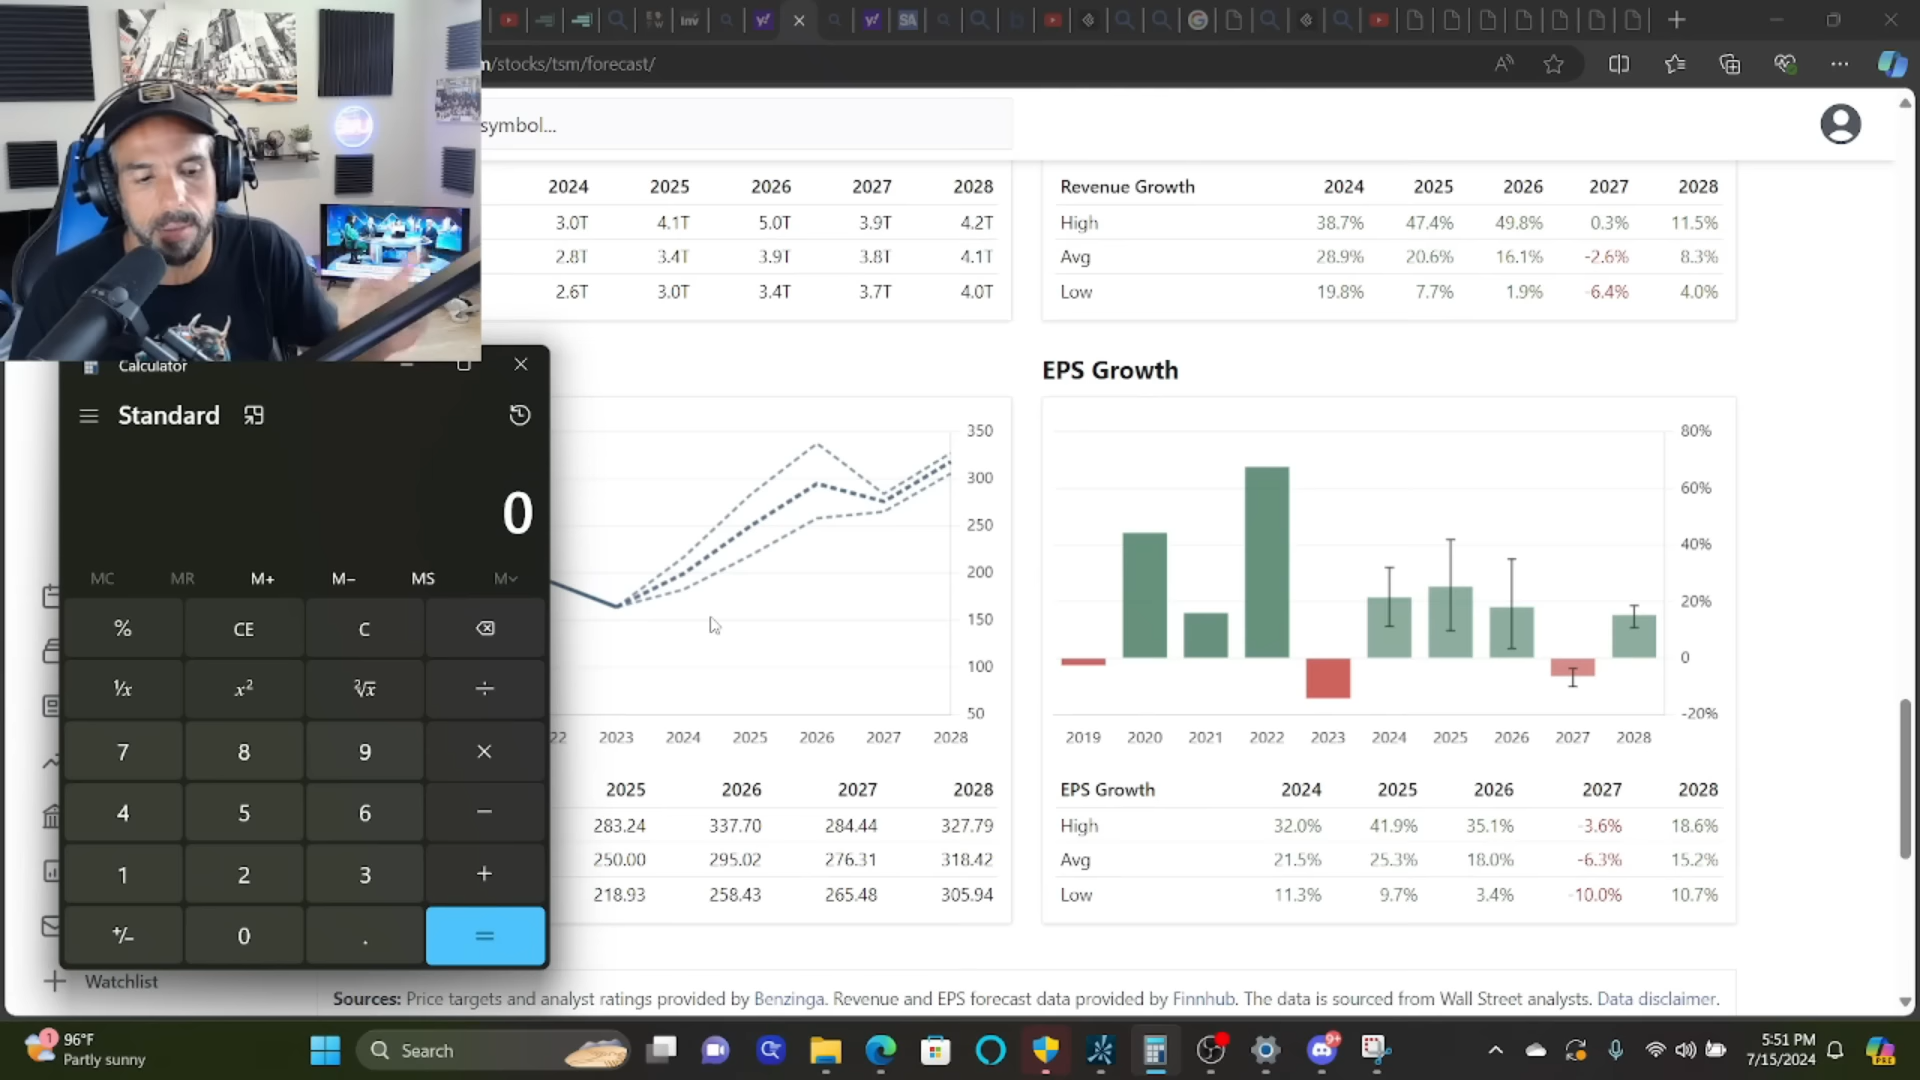 Inv
y!
y!
SA
n/stocks/tsm/forecast/
symbol...
2024 2025 2026 2027 2028
3.0T 4.1T 5.0T 3.9T 4.2T
2.8T 3.4T 3.9T 3.8T 4.1T
2.6T 3.0T 3.4T 3.7T 4.0T
Revenue Growth 2024 2025 2026 2027 2028
High 38.7% 47.4% 49.8% 0.3% 11.5%
Avg 28.9% 20.6% 16.1% -2.6% 8.3%
Low 19.8% 7.7% 1.9% -6.4% 4.0%
Calculator
Standard
0
MC MR M+ M− MS M
% CE C
¹/x x² ²√x ÷
7 8 9 ×
4 5 6 −
1 2 3 +
+/− 0 . =
350
300
250
200
150
100
50
22 2023 2024 2025 2026 2027 2028
2025 2026 2027 2028
283.24 337.70 284.44 327.79
250.00 295.02 276.31 318.42
218.93 258.43 265.48 305.94
EPS Growth
80%
60%
40%
20%
0
-20%
2019 2020 2021 2022 2023 2024 2025 2026 2027 2028
EPS Growth 2024 2025 2026 2027 2028
High 32.0% 41.9% 35.1% -3.6% 18.6%
Avg 21.5% 25.3% 18.0% -6.3% 15.2%
Low 11.3% 9.7% 3.4% -10.0% 10.7%
Watchlist
Sources: Price targets and analyst ratings provided by Benzinga. Revenue and EPS forecast data provided by Finnhub. The data is sourced from Wall Street analysts. Data disclaimer.
1
96°F
Partly sunny
Search
9+
5:51 PM
7/15/2024
PRE